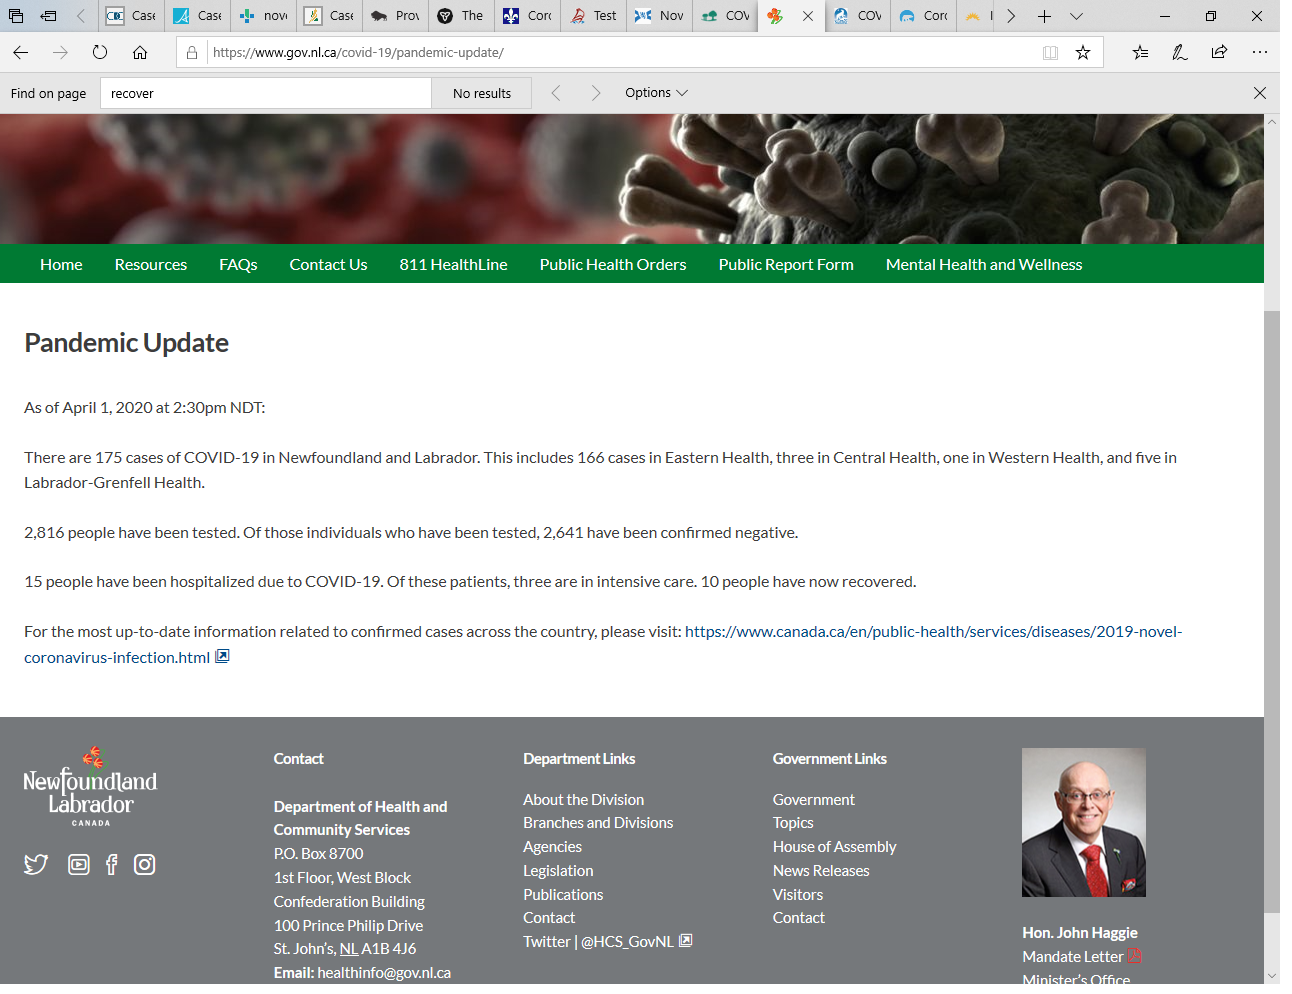 Case
Case
nove
Case
Prov
The
Corc
Test
Nov
COV
COV
Corc
https://www.gov.nl.ca/covid-19/pandemic-update/
Find on page
recover
No results
Options
Home
Resources
FAQs
Contact Us
811 HealthLine
Public Health Orders
Public Report Form
Mental Health and Wellness
Pandemic Update
As of April 1, 2020 at 2:30pm NDT:
There are 175 cases of COVID-19 in Newfoundland and Labrador. This includes 166 cases in Eastern Health, three in Central Health, one in Western Health, and five in
Labrador-Grenfell Health.
2,816 people have been tested. Of those individuals who have been tested, 2,641 have been confirmed negative.
15 people have been hospitalized due to COVID-19. Of these patients, three are in intensive care. 10 people have now recovered.
For the most up-to-date information related to confirmed cases across the country, please visit: https://www.canada.ca/en/public-health/services/diseases/2019-novel-
coronavirus-infection.html
Newfoundland
Labrador
CANADA
Contact
Department of Health and
Community Services
P.O. Box 8700
1st Floor, West Block
Confederation Building
100 Prince Philip Drive
St. John's, NL A1B 4J6
Email: healthinfo@gov.nl.ca
Department Links
About the Division
Branches and Divisions
Agencies
Legislation
Publications
Contact
Twitter | @HCS_GovNL
Government Links
Government
Topics
House of Assembly
News Releases
Visitors
Contact
Hon. John Haggie
Mandate Letter
Minister's Office